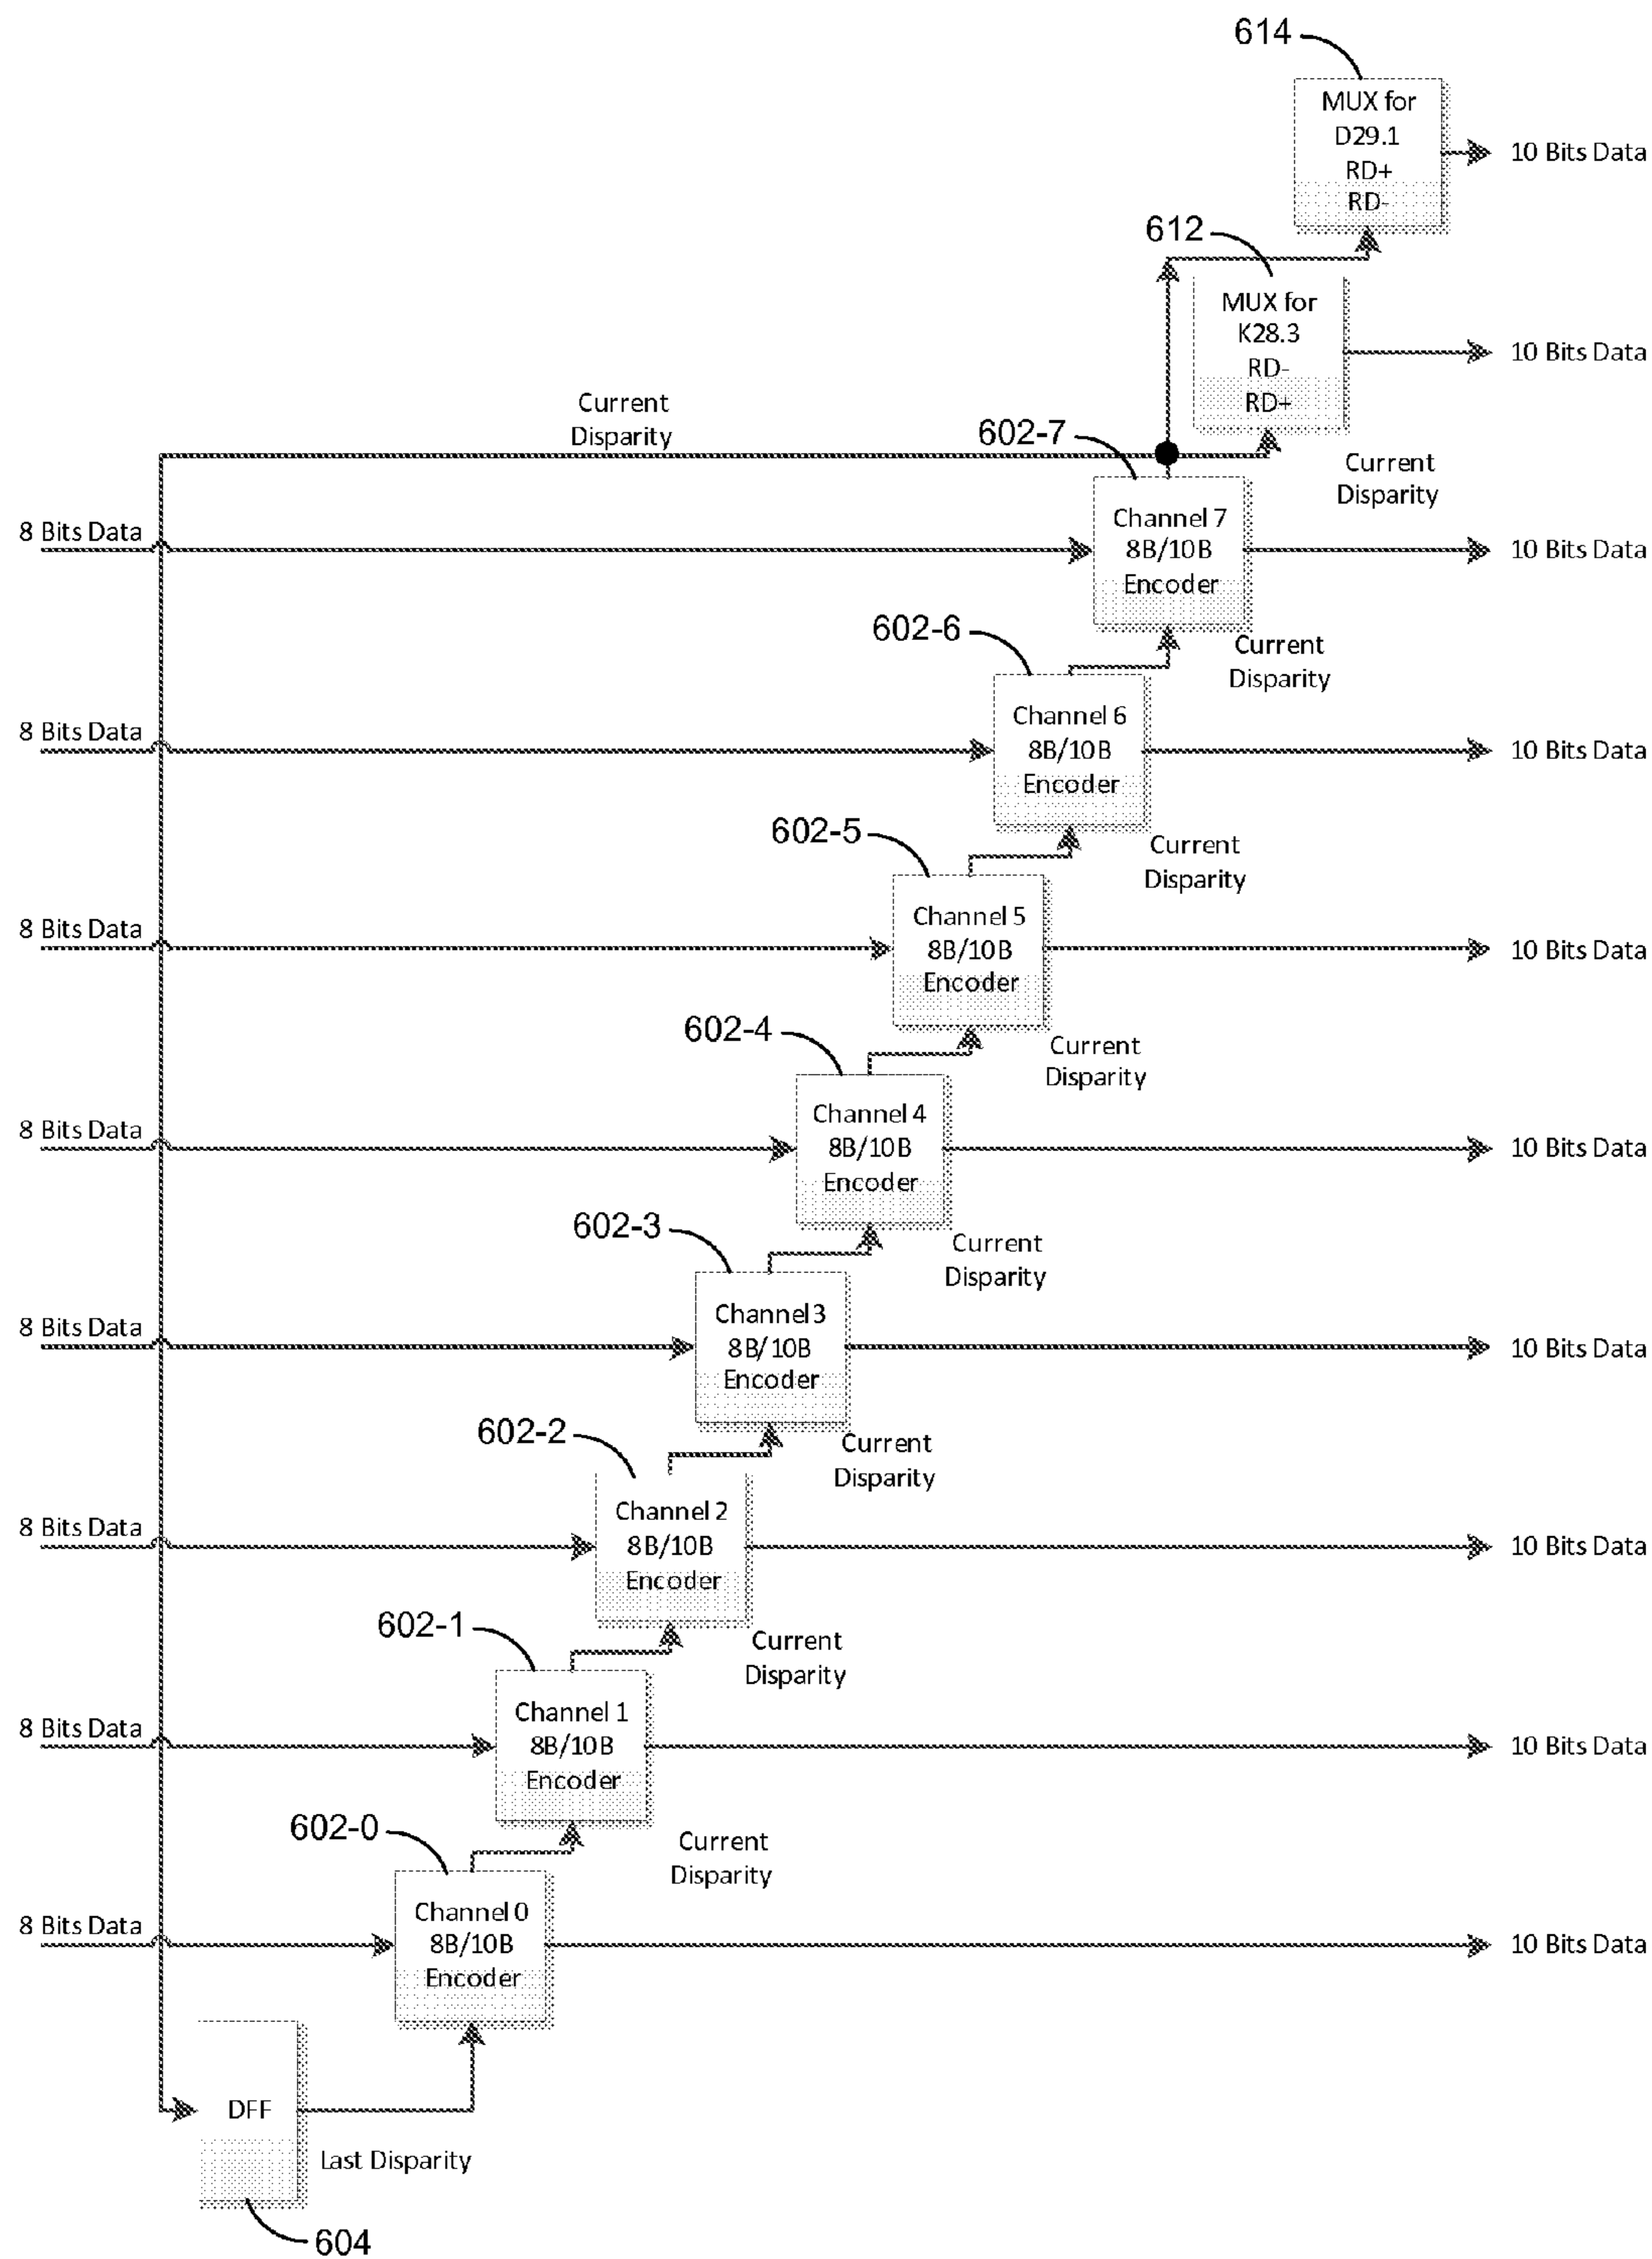 614
MUX for
D29.1
RD+
RD-
10 Bits Data
612
MUX for
K28.3
RD-
RD+
10 Bits Data
Current
Disparity
602-7
Current
Disparity
8 Bits Data
Channel 7
8B/10B
Encoder
10 Bits Data
602-6
Current
Disparity
8 Bits Data
Channel 6
8B/10B
Encoder
10 Bits Data
602-5
Current
Disparity
8 Bits Data
Channel 5
8B/10B
Encoder
10 Bits Data
602-4
Current
Disparity
8 Bits Data
Channel 4
8B/10B
Encoder
10 Bits Data
602-3
Current
Disparity
8 Bits Data
Channel 3
8B/10B
Encoder
10 Bits Data
602-2
Current
Disparity
8 Bits Data
Channel 2
8B/10B
Encoder
10 Bits Data
602-1
Current
Disparity
8 Bits Data
Channel 1
8B/10B
Encoder
10 Bits Data
602-0
Current
Disparity
8 Bits Data
Channel 0
8B/10B
Encoder
10 Bits Data
DFF
Last Disparity
604